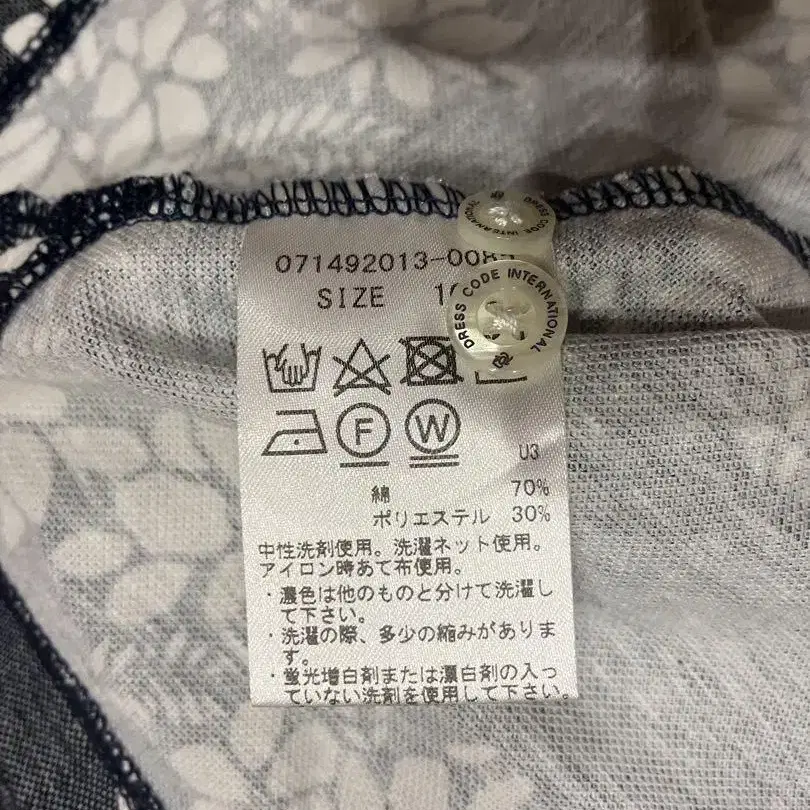 DRESS CODE INTERNATIONAL
071492013-008
SIZE
DRESS CODE INTERNATIONAL
F W
U3
綿 70%
ポリエステル 30%
中性洗剤使用。洗濯ネット使用。
アイロン時あて布使用。
・濃色は他のものと分けて洗濯し
て下さい。
・洗濯の際、多少の縮みがありま
す。
・蛍光増白剤または漂白剤の入っ
ていない洗剤を使用して下さい。